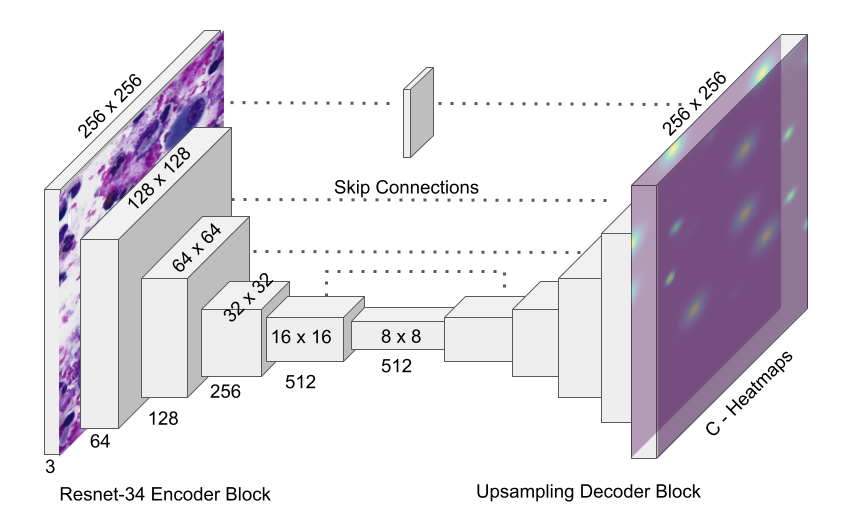 256 x 256
256 x 256
128 x 128
Skip Connections
64 x 64
32 x 32
16 x 16
8 x 8
512
512
256
128
64
3
C - Heatmaps
Resnet-34 Encoder Block
Upsampling Decoder Block